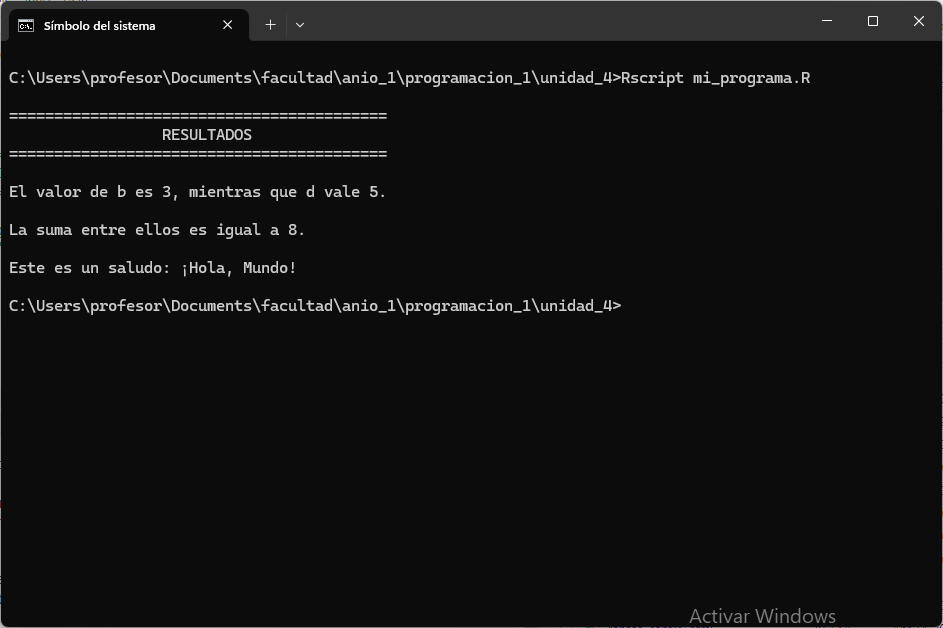 Símbolo del sistema
C:\Users\profesor\Documents\facultad\anio_1\programacion_1\unidad_4>Rscript mi_programa.R
==========================================
RESULTADOS
==========================================
El valor de b es 3, mientras que d vale 5.
La suma entre ellos es igual a 8.
Este es un saludo: ¡Hola, Mundo!
C:\Users\profesor\Documents\facultad\anio_1\programacion_1\unidad_4>
Activar Windows